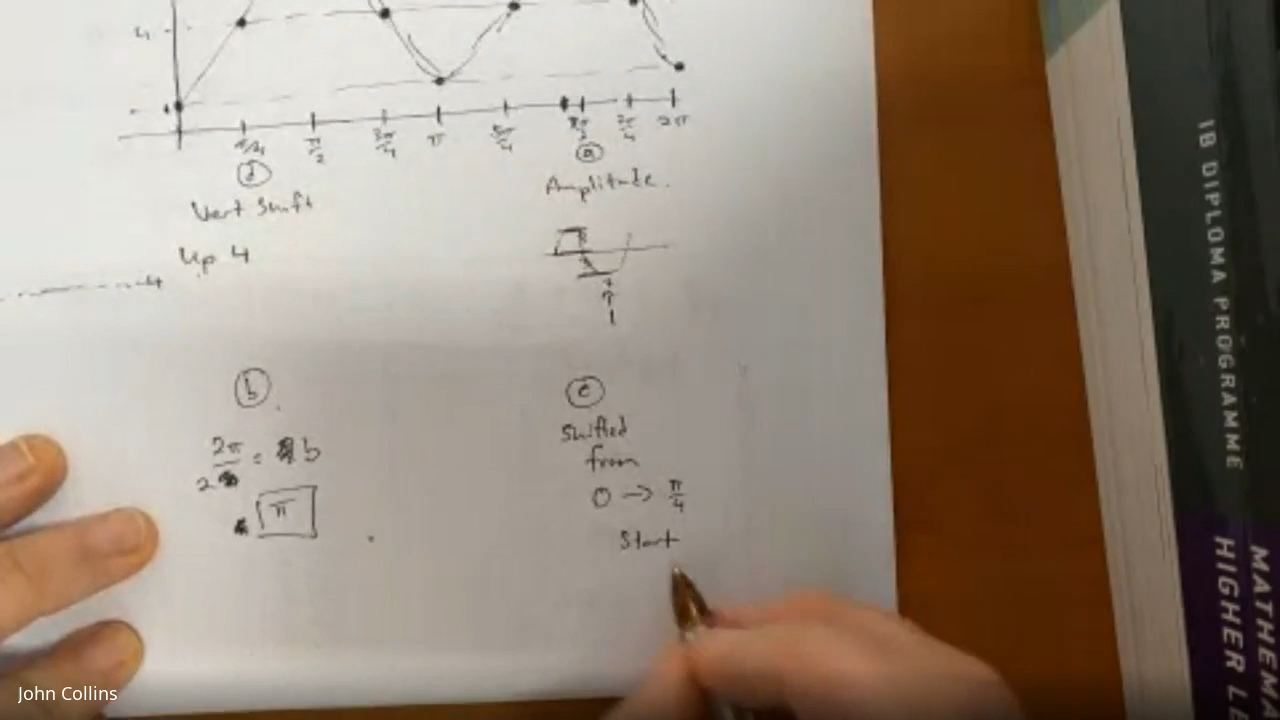 4
π/4
π/2
3π/4
π
5π/4
7π/4
2π
d
a
Vert Shift
Amplitude.
Up 4
4
b
c
Shifted
from
2π/2 = b
0 → π/4
π
Start
John Collins
IB DIPLOMA PROGRAMME
MATHEMA
HIGHER LE